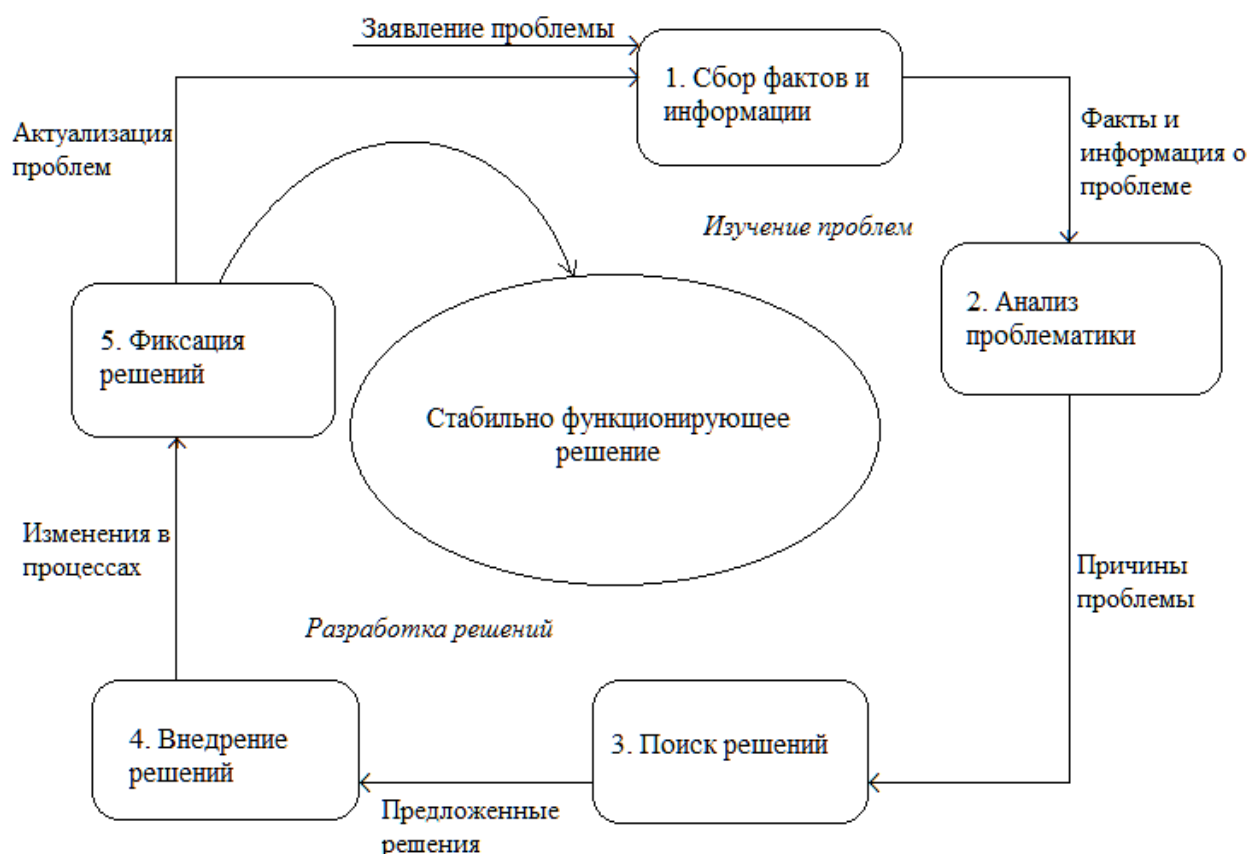 Заявление проблемы
1. Сбор фактов и
информации
Актуализация
проблем
Факты и
информация о
проблеме
Изучение проблем
2. Анализ
проблематики
5. Фиксация
решений
Стабильно функционирующее
решение
Изменения в
процессах
Причины
проблемы
Разработка решений
4. Внедрение
решений
3. Поиск решений
Предложенные
решения